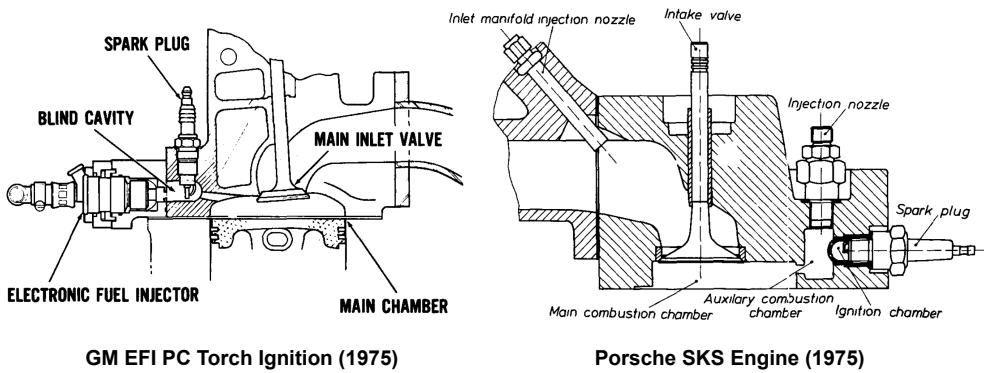 SPARK PLUG
BLIND CAVITY
MAIN INLET VALVE
ELECTRONIC FUEL INJECTOR
MAIN CHAMBER
GM EFI PC Torch Ignition (1975)
Inlet manifold injection nozzle
Intake valve
Injection nozzle
Spark plug
Main combustion
chamber
Auxilary combustion
chamber
Ignition chamber
Porsche SKS Engine (1975)